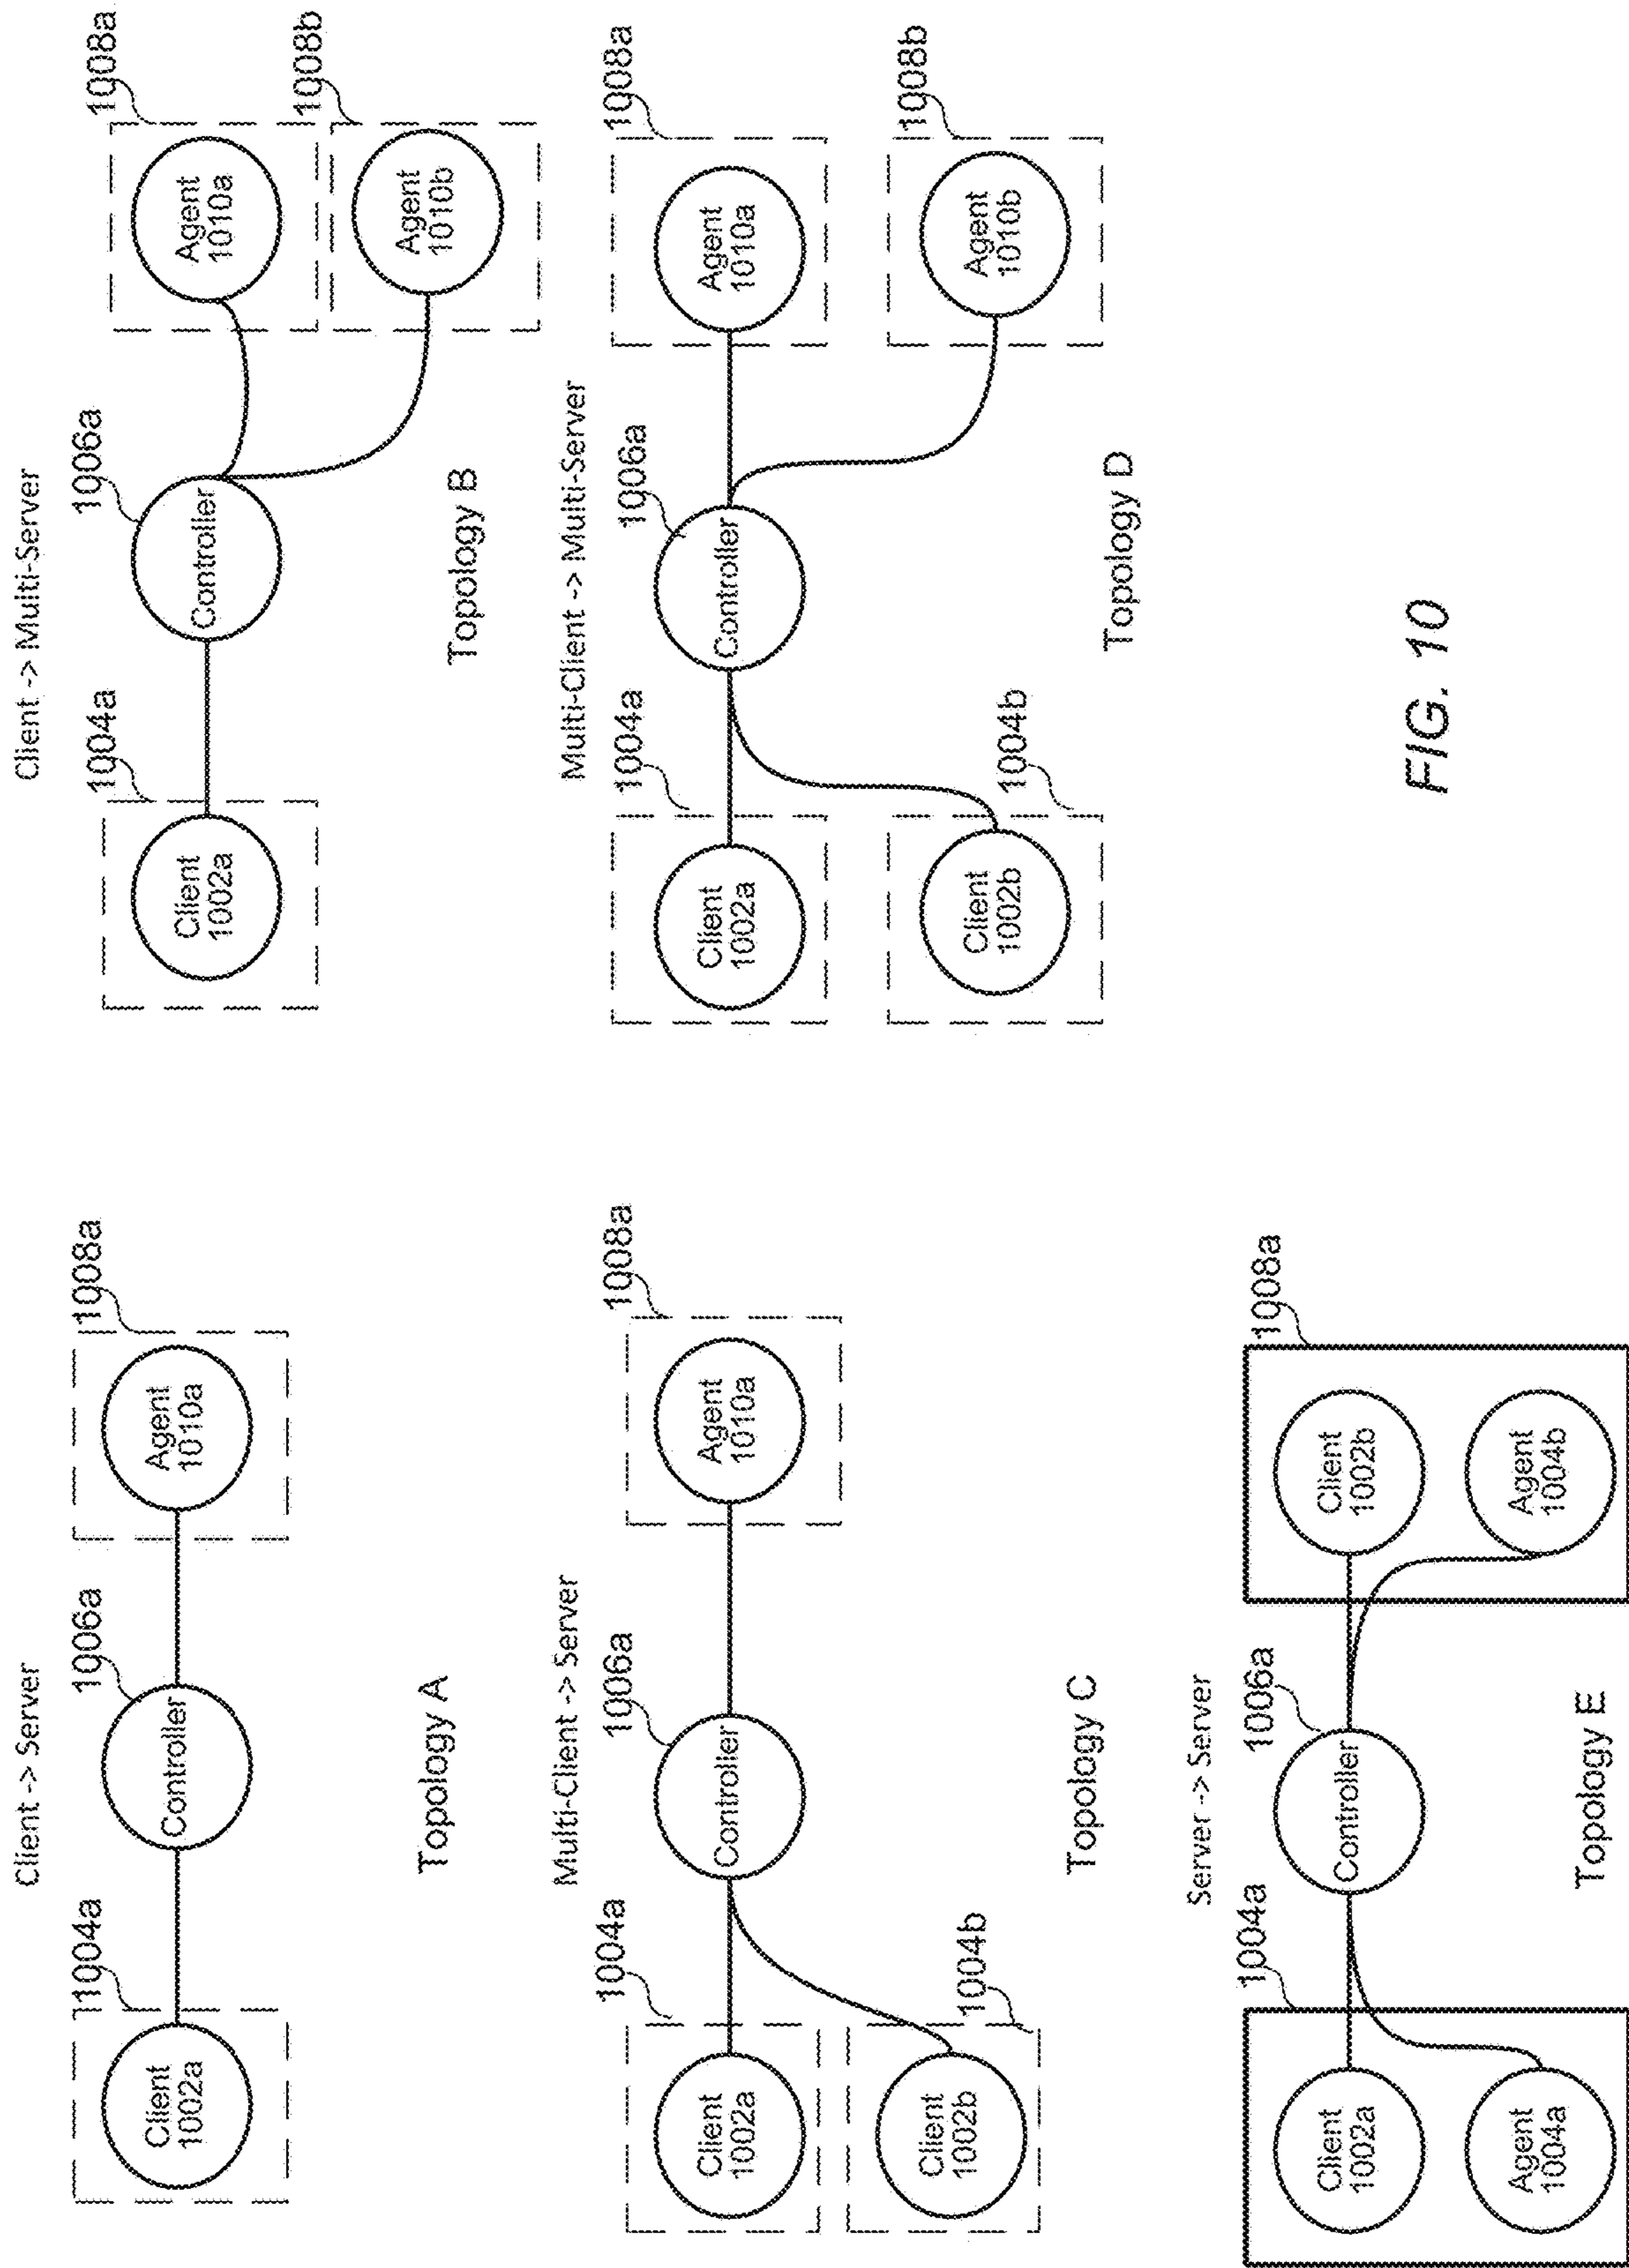 Client -> Server
1004a
1006a
1008a
Client
1002a
Controller
Agent
1010a
Topology A
Client -> Multi-Server
1004a
1006a
1008a
1008b
Client
1002a
Controller
Agent
1010a
Agent
1010b
Topology B
Multi-Client -> Server
1004a
1006a
1008a
Client
1002a
Controller
Agent
1010a
1004b
Client
1002b
Topology C
Multi-Client -> Multi-Server
1004a
1006a
1008a
Client
1002a
Controller
Agent
1010a
1004b
1008b
Client
1002b
Agent
1010b
Topology D
Server -> Server
1004a
1006a
1008a
Client
1002a
Controller
Client
1002b
Agent
1004a
Agent
1004b
Topology E
FIG. 10